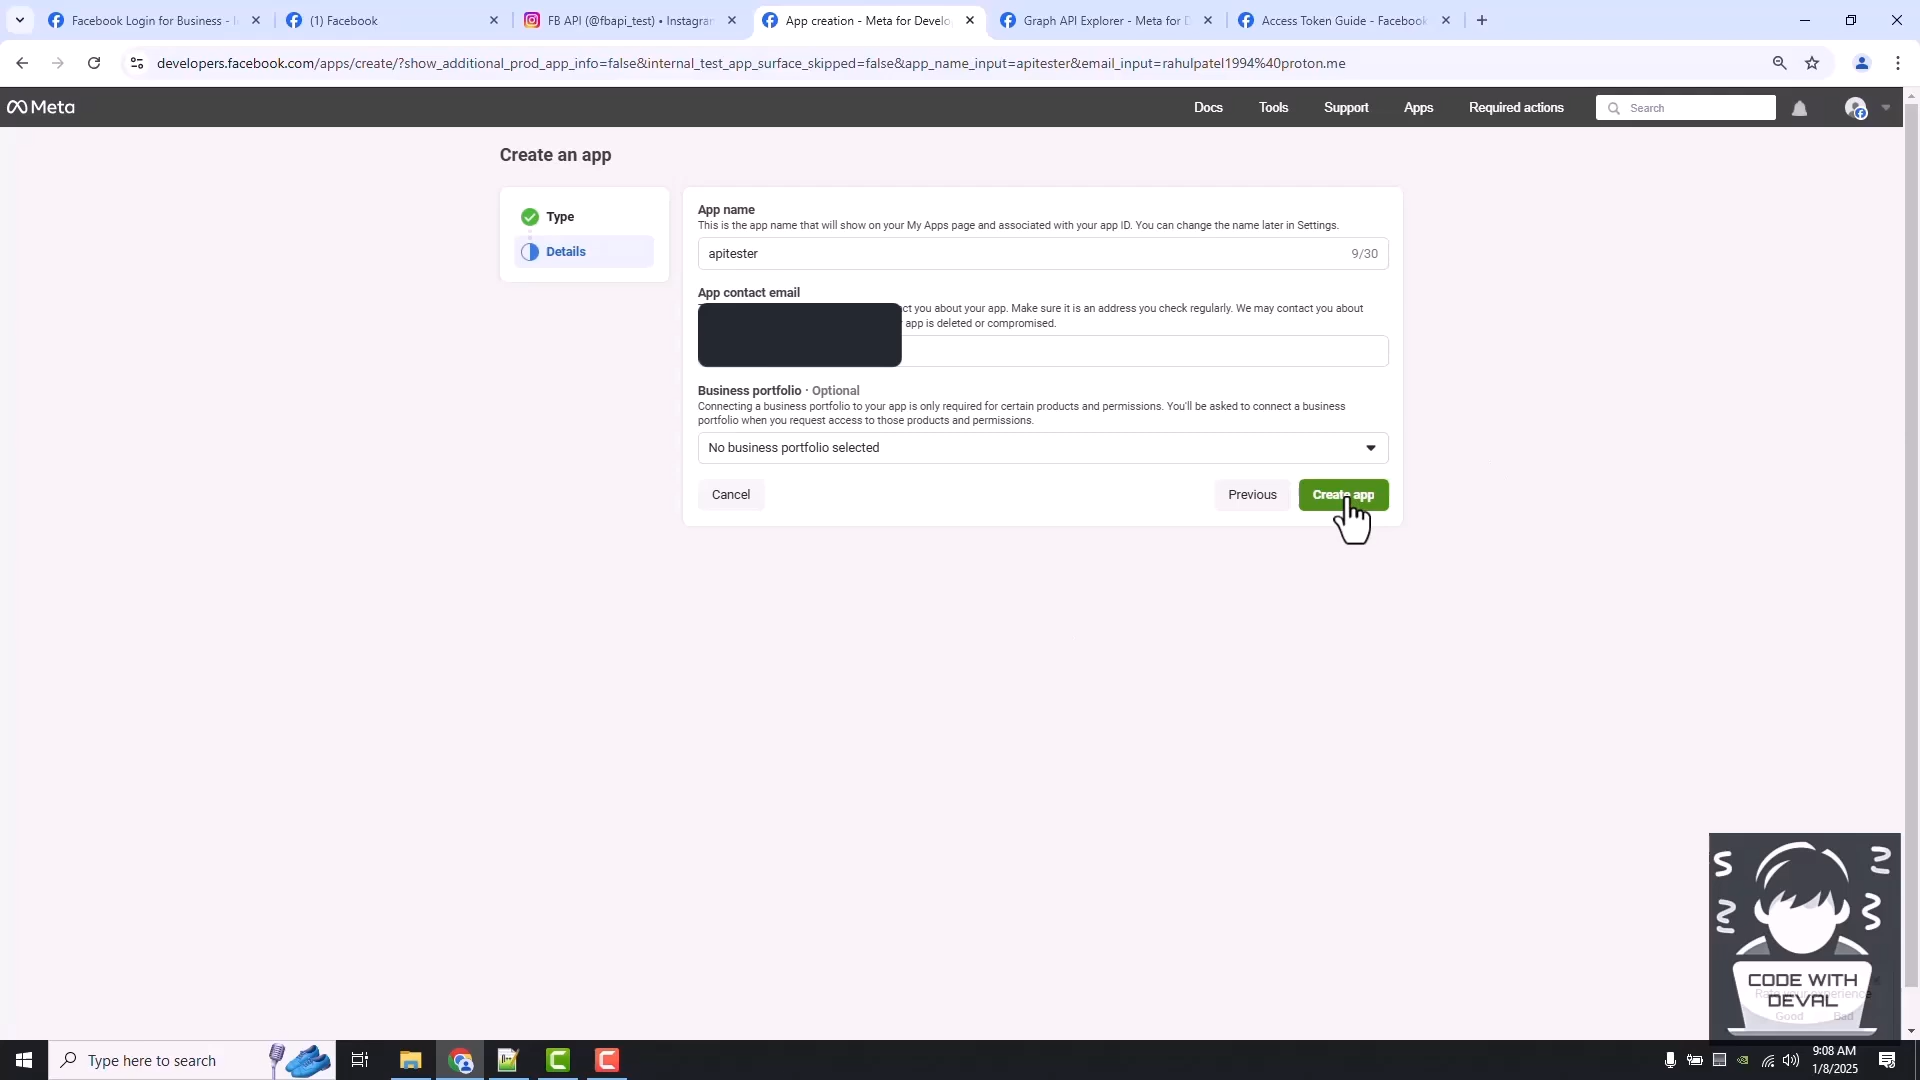 Facebook Login for Business - I
(1) Facebook
FB API (@fbapi_test) • Instagram
App creation - Meta for Develo
Graph API Explorer - Meta for D
Access Token Guide - Facebook
developers.facebook.com/apps/create/?show_additional_prod_app_info=false&internal_test_app_surface_skipped=false&app_name_input=apitester&email_input=rahulpatel1994%40proton.me
Meta
Docs
Tools
Support
Apps
Required actions
Search
Create an app
Type
Details
App name
This is the app name that will show on your My Apps page and associated with your app ID. You can change the name later in Settings.
apitester
9/30
App contact email
ct you about your app. Make sure it is an address you check regularly. We may contact you about
app is deleted or compromised.
Business portfolio · Optional
Connecting a business portfolio to your app is only required for certain products and permissions. You'll be asked to connect a business
portfolio when you request access to those products and permissions.
No business portfolio selected
Cancel
Previous
Create app
CODE WITH
DEVAL
Rate your experience
Good
Bad
Type here to search
9:08 AM
1/8/2025